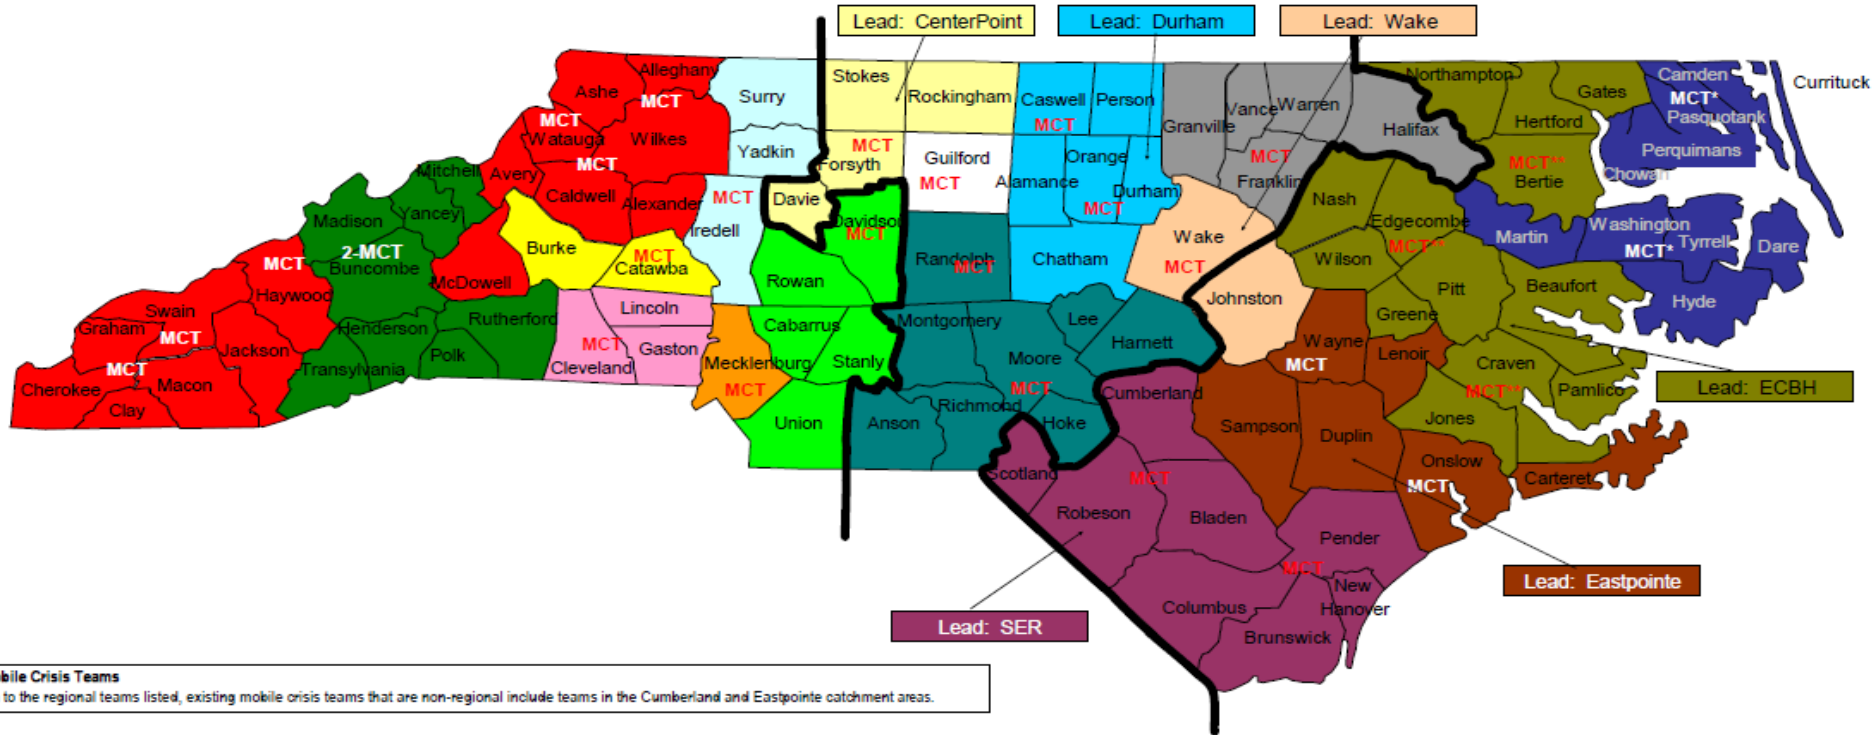 Lead: CenterPoint
Lead: Durham
Lead: Wake
Alleghany
Ashe
MCT
Surry
Stokes
Rockingham
Caswell
Person
MCT
Vance
Warren
Granville
Northampton
Gates
Camden
MCT*
Pasquotank
Currituck
MCT
Watauga
Wilkes
MCT
Yadkin
MCT
Forsyth
Guilford
MCT
Orange
Alamance
Durham
MCT
MCT
Franklin
Halifax
Hertford
MCT**
Bertie
Perquimans
Chowan
Mitchell
Avery
Caldwell
Alexander
MCT
Iredell
Davie
Davidson
MCT
Nash
Edgecombe
MCT**
Martin
Washington
MCT*
Tyrrell
Dare
Madison
Yancey
2-MCT
Buncombe
Burke
MCT
Catawba
Rowan
Randolph
MCT
Chatham
Wake
MCT
Wilson
Pitt
Beaufort
Hyde
MCT
Haywood
McDowell
Johnston
Greene
Swain
Graham
MCT
Jackson
Henderson
Rutherford
Lincoln
Cabarrus
Montgomery
Lee
Harnett
Wayne
MCT
Lenoir
Craven
MCT**
Pamlico
Lead: ECBH
MCT
Cherokee
Macon
Clay
Transylvania
Polk
MCT
Cleveland
Gaston
Mecklenburg
MCT
Stanly
Moore
MCT
Cumberland
Jones
Union
Anson
Richmond
Hoke
Sampson
Duplin
Onslow
MCT
Carteret
Scotland
MCT
Robeson
Bladen
Pender
MCT
New
Hanover
Columbus
Brunswick
Lead: Eastpointe
Lead: SER
bile Crisis Teams
to the regional teams listed, existing mobile crisis teams that are non-regional include teams in the Cumberland and Eastpointe catchment areas.